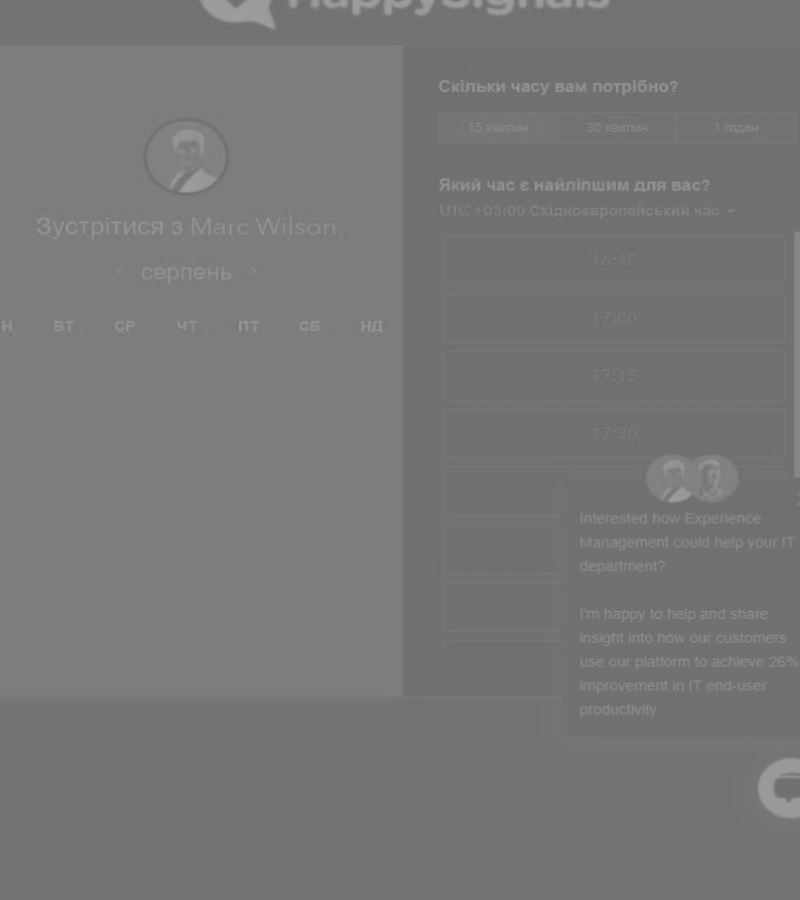 HappySignals
Зустрітися з Marc Wilson
серпень
Н ВТ СР ЧТ ПТ СБ НД
Скільки часу вам потрібно?
15 хвилин 30 хвилин 1 годин
Який час є найліпшим для вас?
UTC +03:00 Східноєвропейський час
16:45
17:00
17:15
17:30
Interested how Experience
Management could help your IT
department?
I'm happy to help and share
insight into how our customers
use our platform to achieve 26%
improvement in IT end-user
productivity.